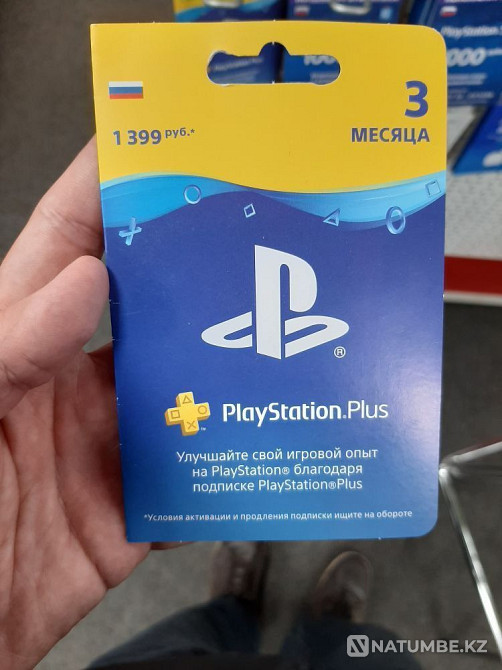 1 399 руб.*
3
МЕСЯЦА
PlayStation.Plus
Улучшайте свой игровой опыт
на PlayStation® благодаря
подписке PlayStation®Plus
*Условия активации и продления подписки ищите на обороте
®
PlayStation
NATUMBE.KZ